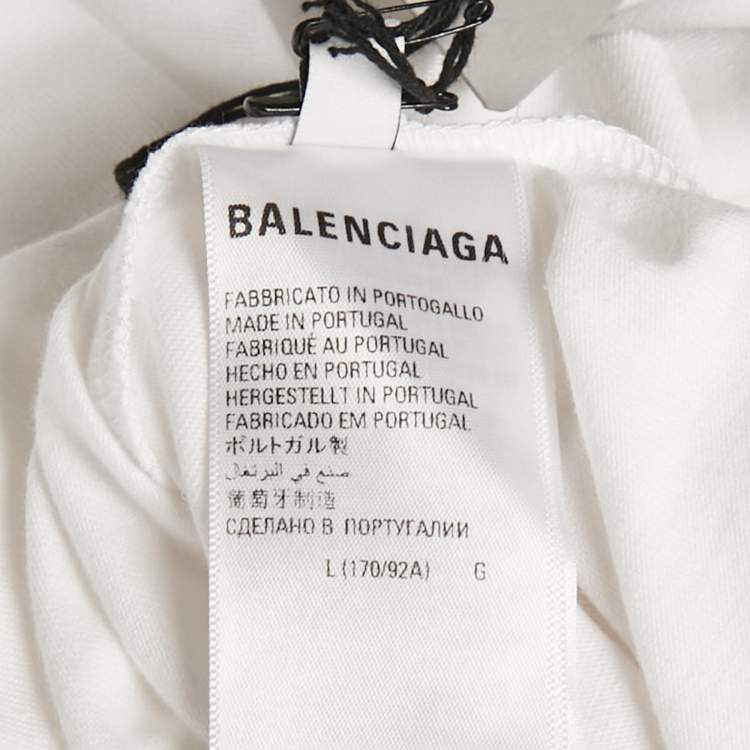 BALENCIAGA
FABBRICATO IN PORTOGALLO
MADE IN PORTUGAL
FABRIQUÉ AU PORTUGAL
HECHO EN PORTUGAL
HERGESTELLT IN PORTUGAL
FABRICADO EM PORTUGAL
ポルトガル製
صنع في البرتغال
葡萄牙制造
СДЕЛАНО В ПОРТУГАЛИИ
L (170/92A) G